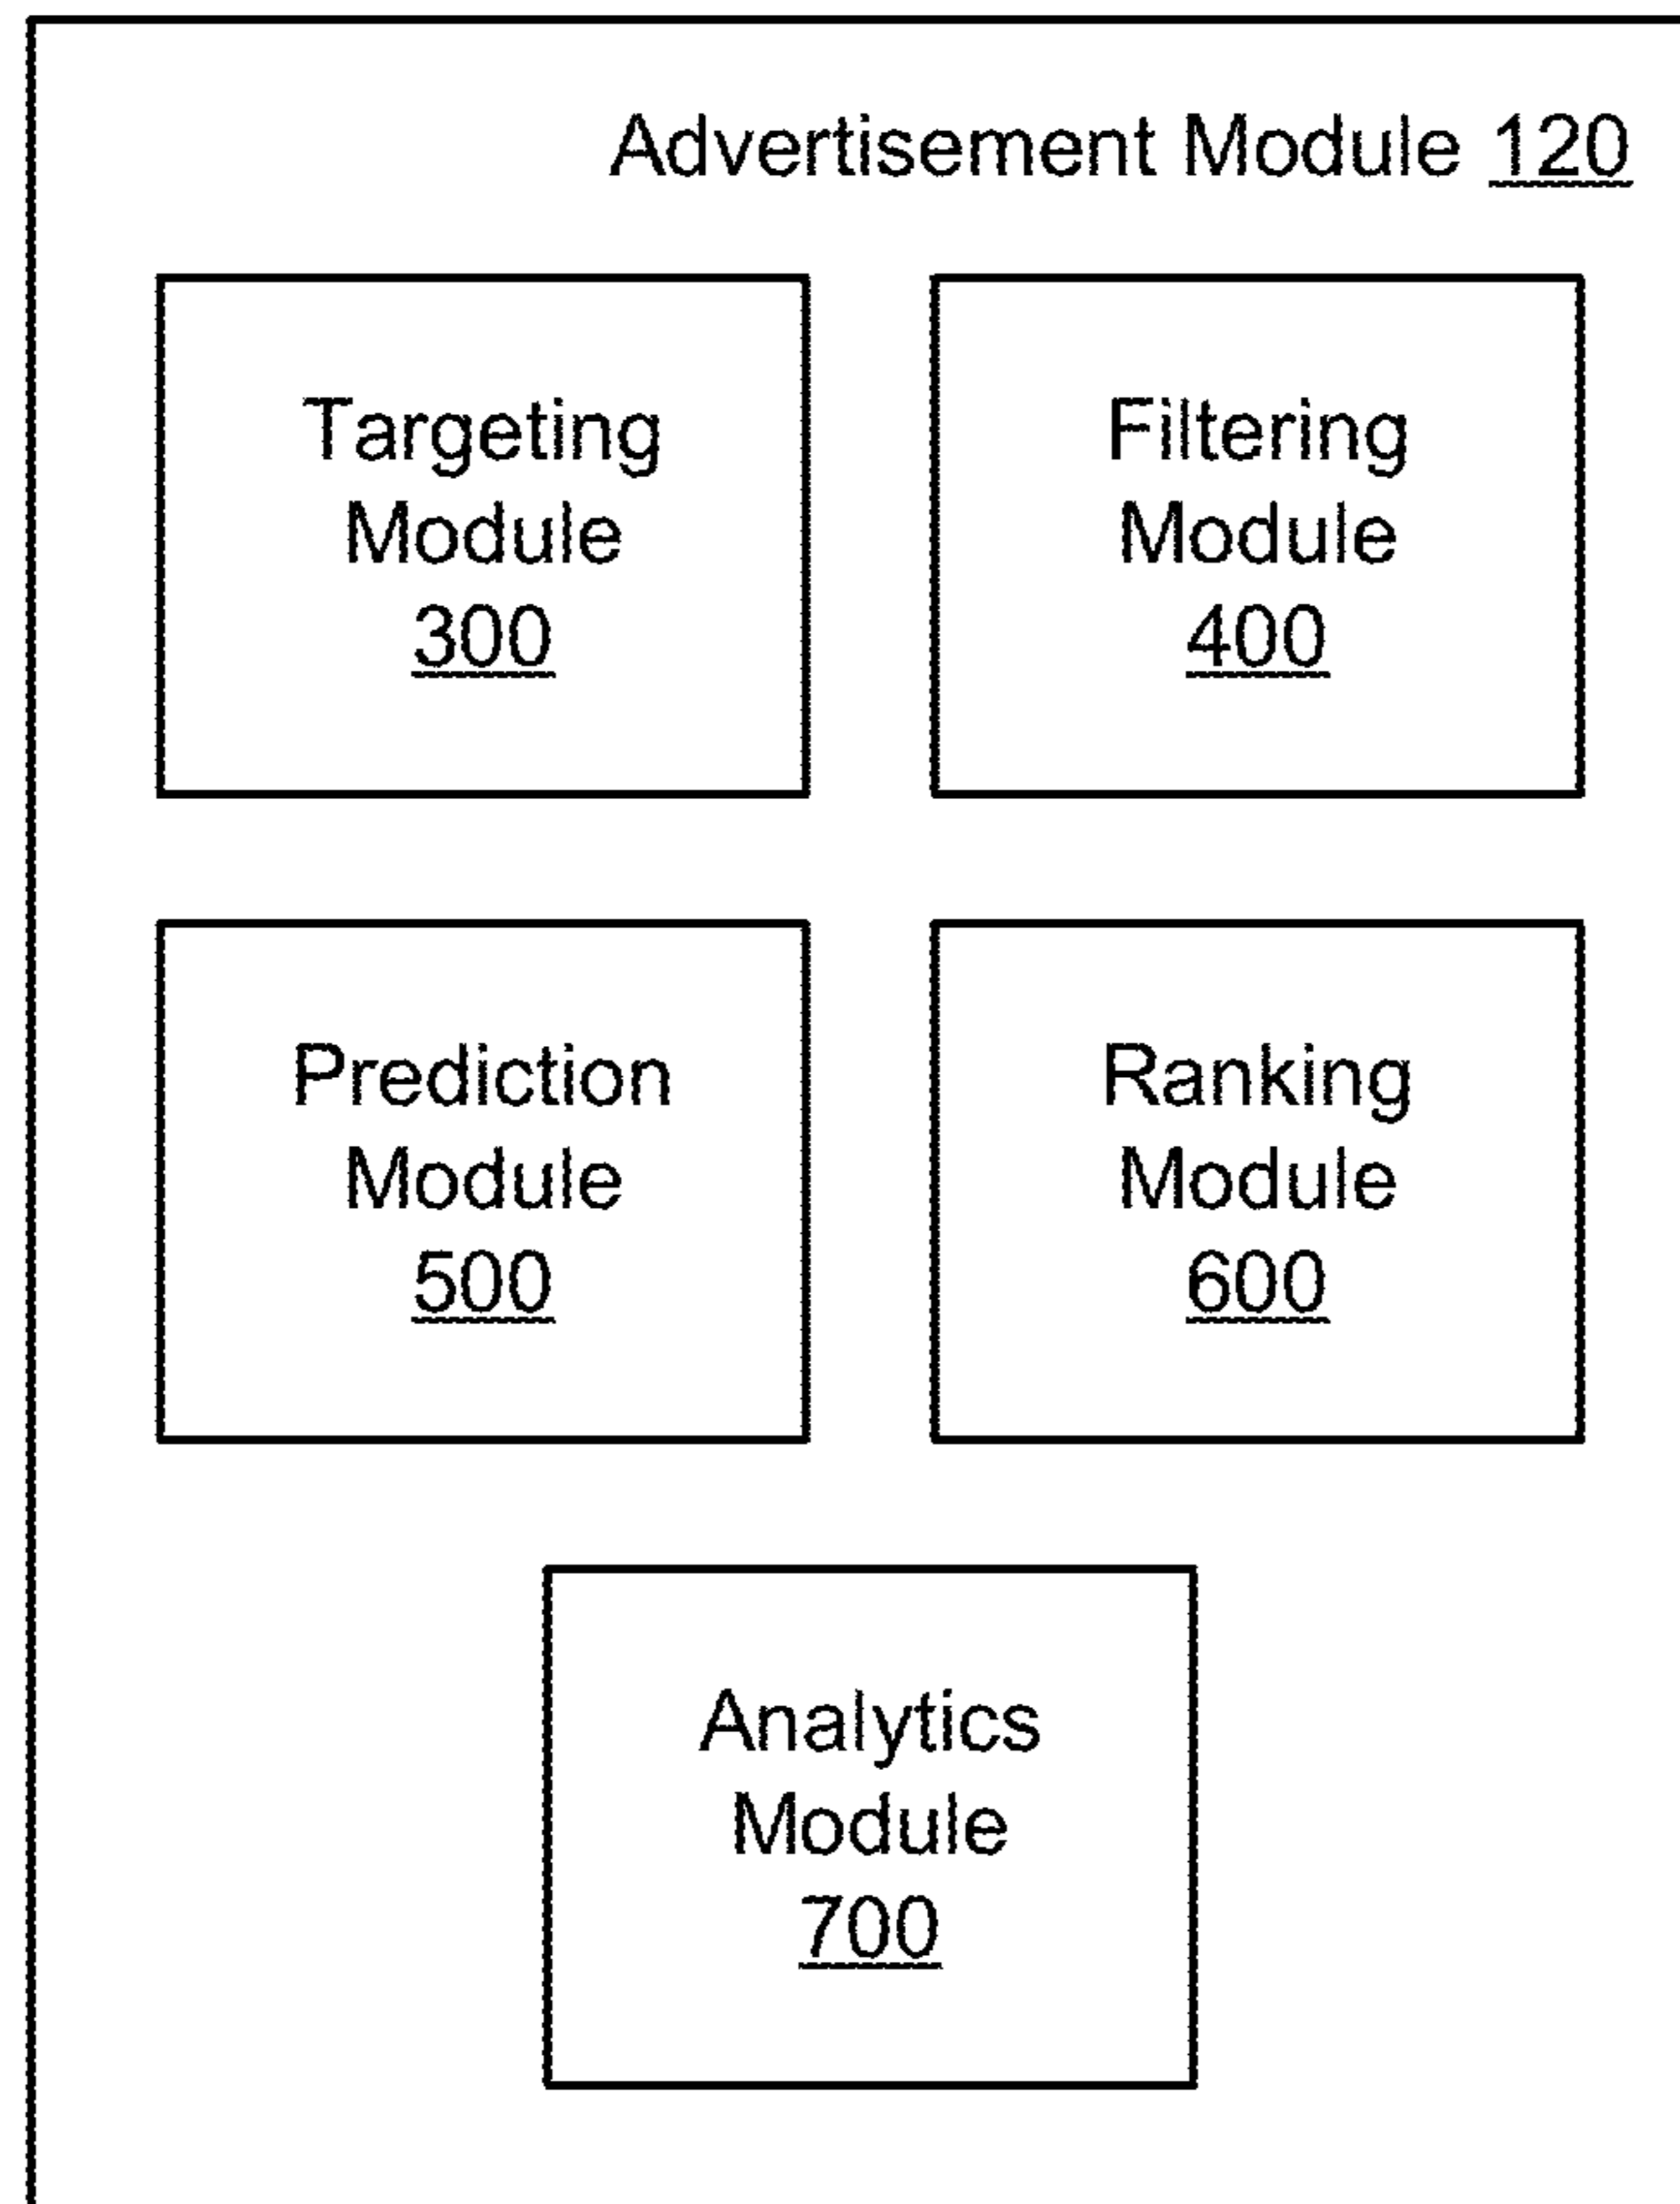 Advertisement Module 120
Targeting
Module
300
Filtering
Module
400
Prediction
Module
500
Ranking
Module
600
Analytics
Module
700